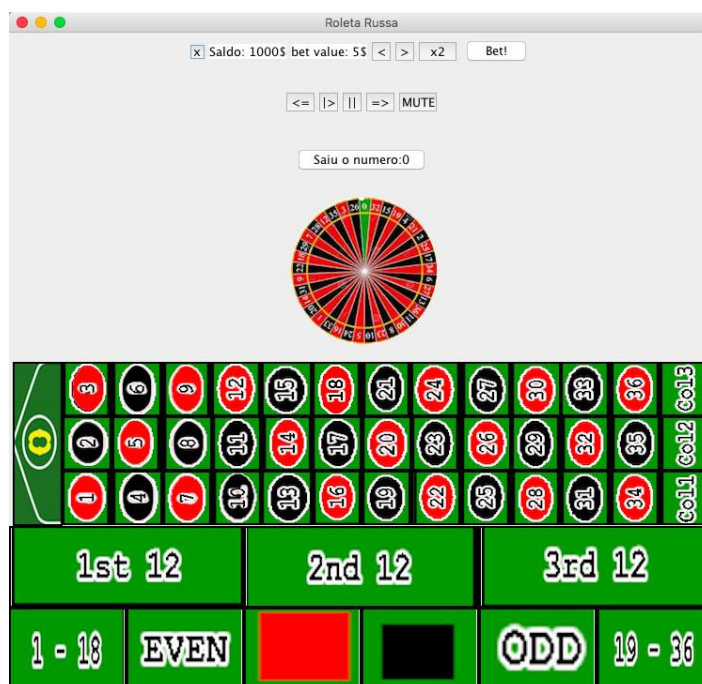 Roleta Russa
x Saldo: 1000$ bet value: 5$ < > x2 Bet!
<= |> || => MUTE
Saiu o numero:0
3 6 9 12 15 18 21 24 27 30 33 36 Col3
0 2 5 8 11 14 17 20 23 26 29 32 35 Col2
1 4 7 10 13 16 19 22 25 28 31 34 Col1
1st 12 2nd 12 3rd 12
1 - 18 EVEN ODD 19 - 36